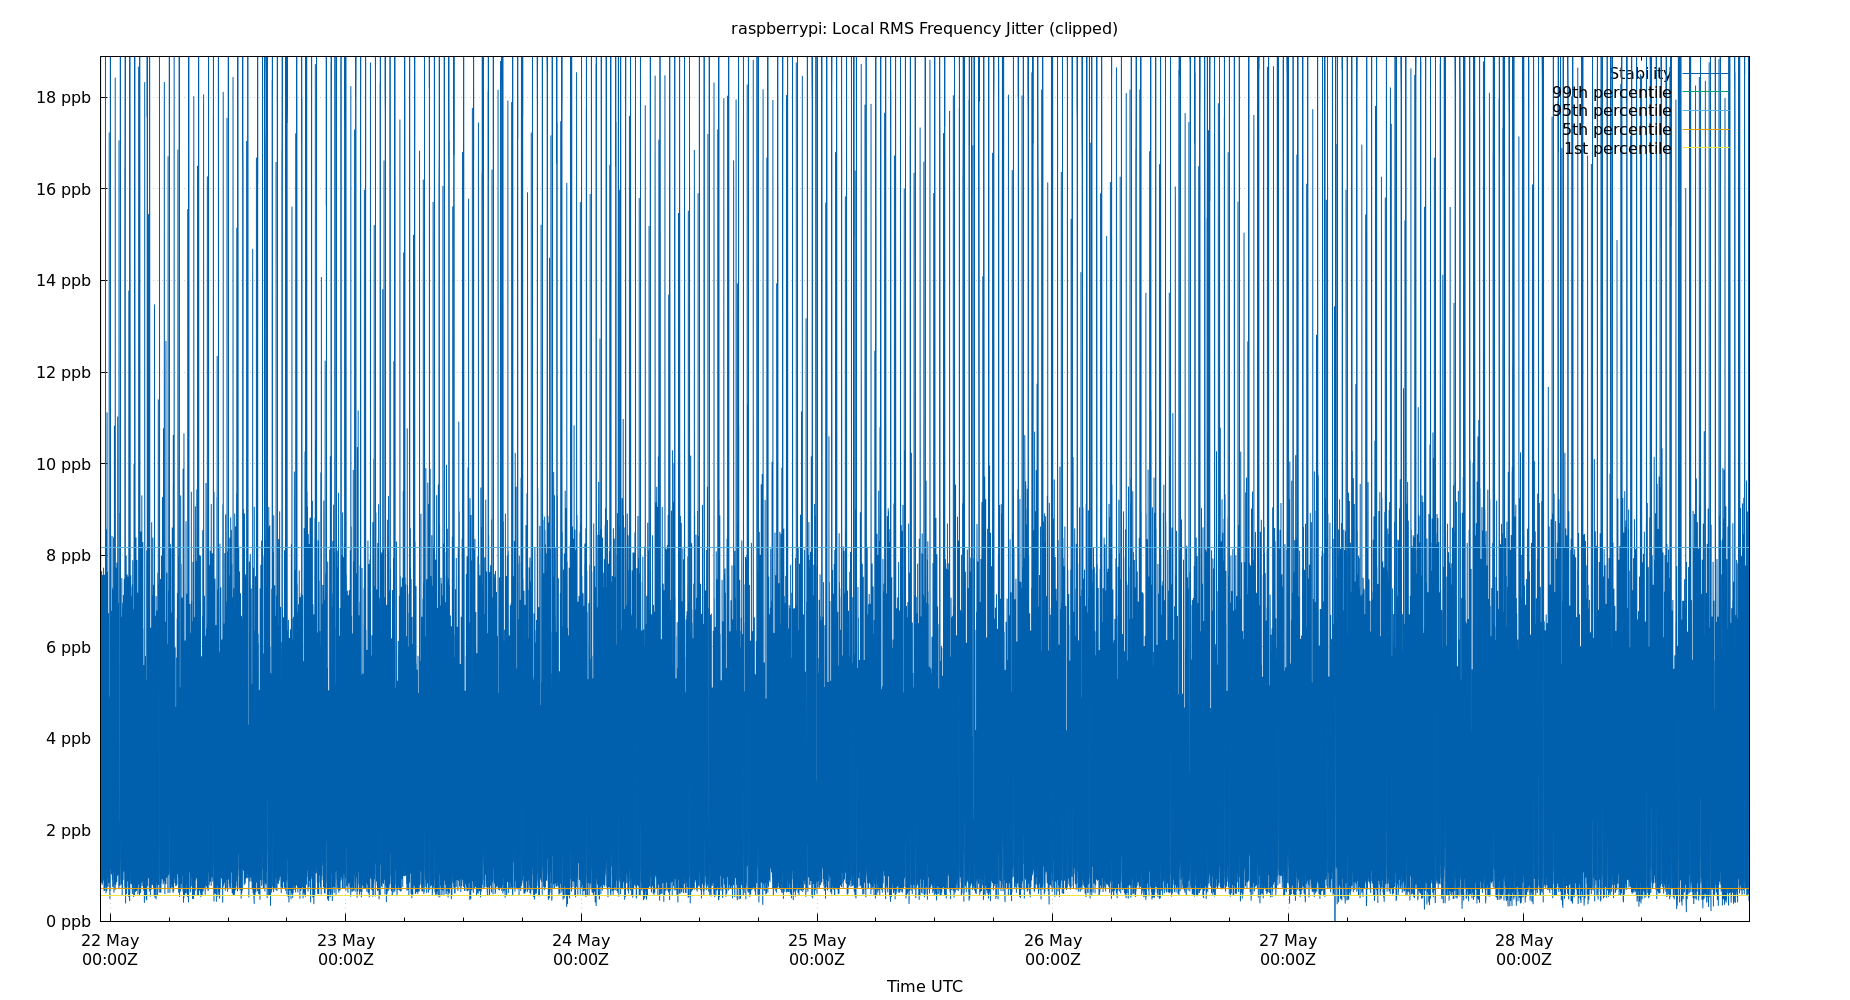 raspberrypi: Local RMS Frequency Jitter (clipped)
18 ppb
16 ppb
14 ppb
12 ppb
10 ppb
8 ppb
6 ppb
4 ppb
2 ppb
0 ppb
Stability
99th percentile
95th percentile
5th percentile
1st percentile
22 May
00:00Z
23 May
00:00Z
24 May
00:00Z
25 May
00:00Z
26 May
00:00Z
27 May
00:00Z
28 May
00:00Z
Time UTC